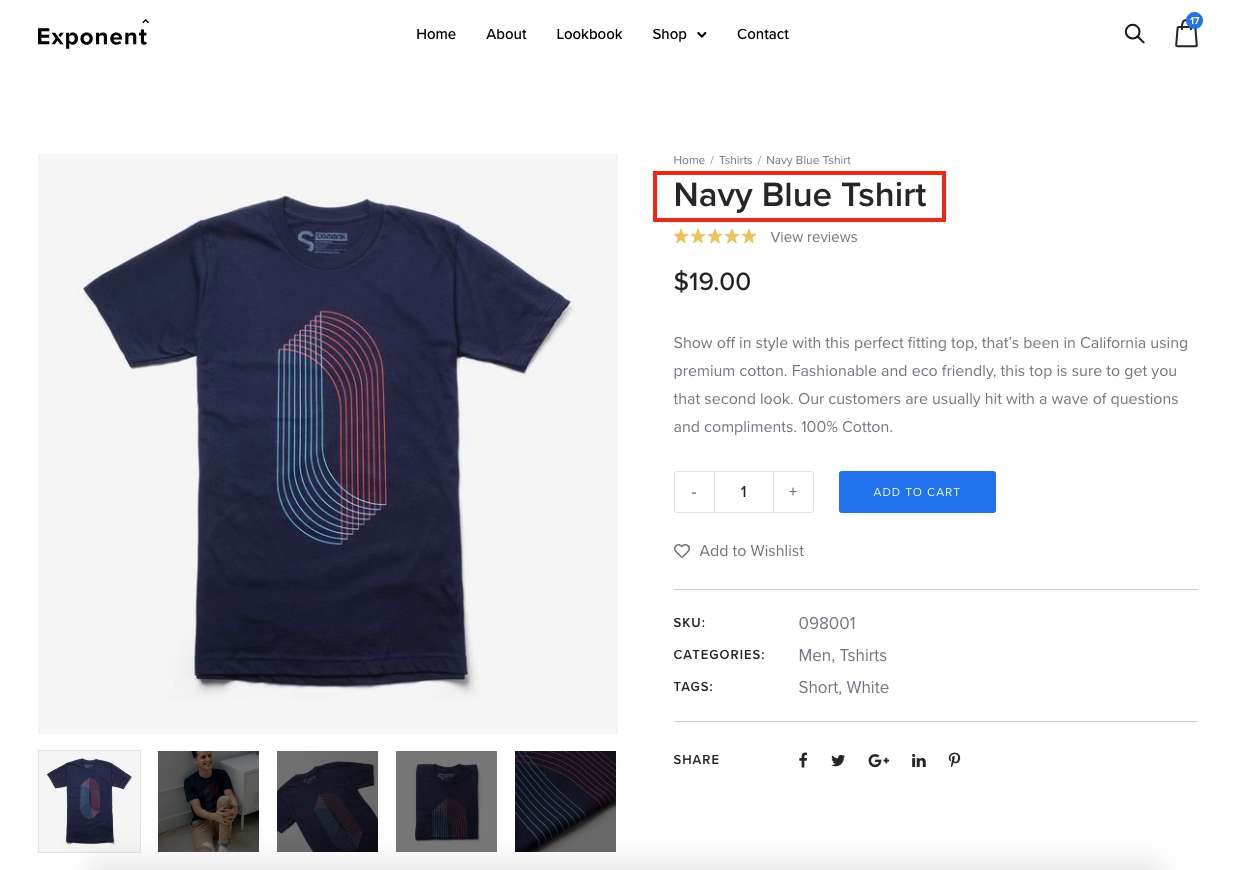 Exponent
Home About Lookbook Shop Contact
17
Home / Tshirts / Navy Blue Tshirt
Navy Blue Tshirt
View reviews
$19.00
Show off in style with this perfect fitting top, that’s been in California using
premium cotton. Fashionable and eco friendly, this top is sure to get you
that second look. Our customers are usually hit with a wave of questions
and compliments. 100% Cotton.
- 1 + ADD TO CART
Add to Wishlist
SKU: 098001
CATEGORIES: Men, Tshirts
TAGS: Short, White
SHARE